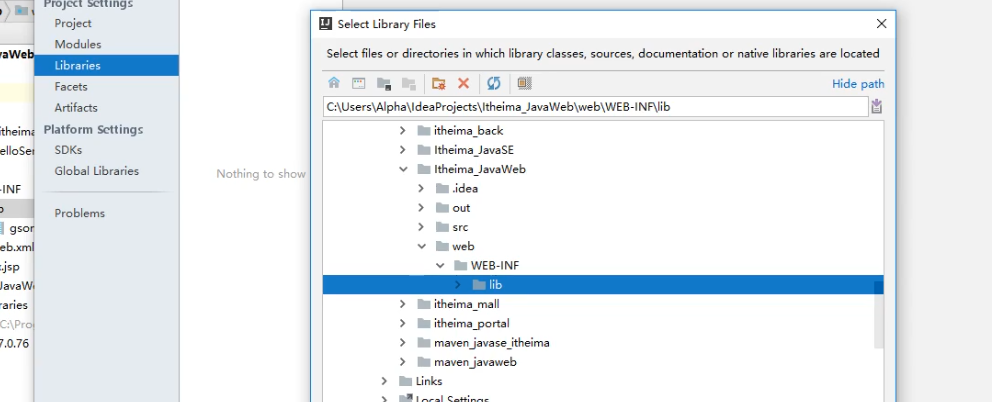 Project Settings
Project
Modules
Libraries
Facets
Artifacts
Platform Settings
SDKs
Global Libraries
Problems
Nothing to show
Select Library Files
Select files or directories in which library classes, sources, documentation or native libraries are located
Hide path
C:\Users\Alpha\IdeaProjects\Itheima_JavaWeb\web\WEB-INF\lib
itheima_back
Itheima_JavaSE
Itheima_JavaWeb
.idea
out
src
web
WEB-INF
lib
itheima_mall
itheima_portal
maven_javase_itheima
maven_javaweb
Links
Local Settings
avaWeb
itheima
elloSer
-INF
gsor
eb.xml
.jsp
JavaW
raries
C:\Pro
7.0.76